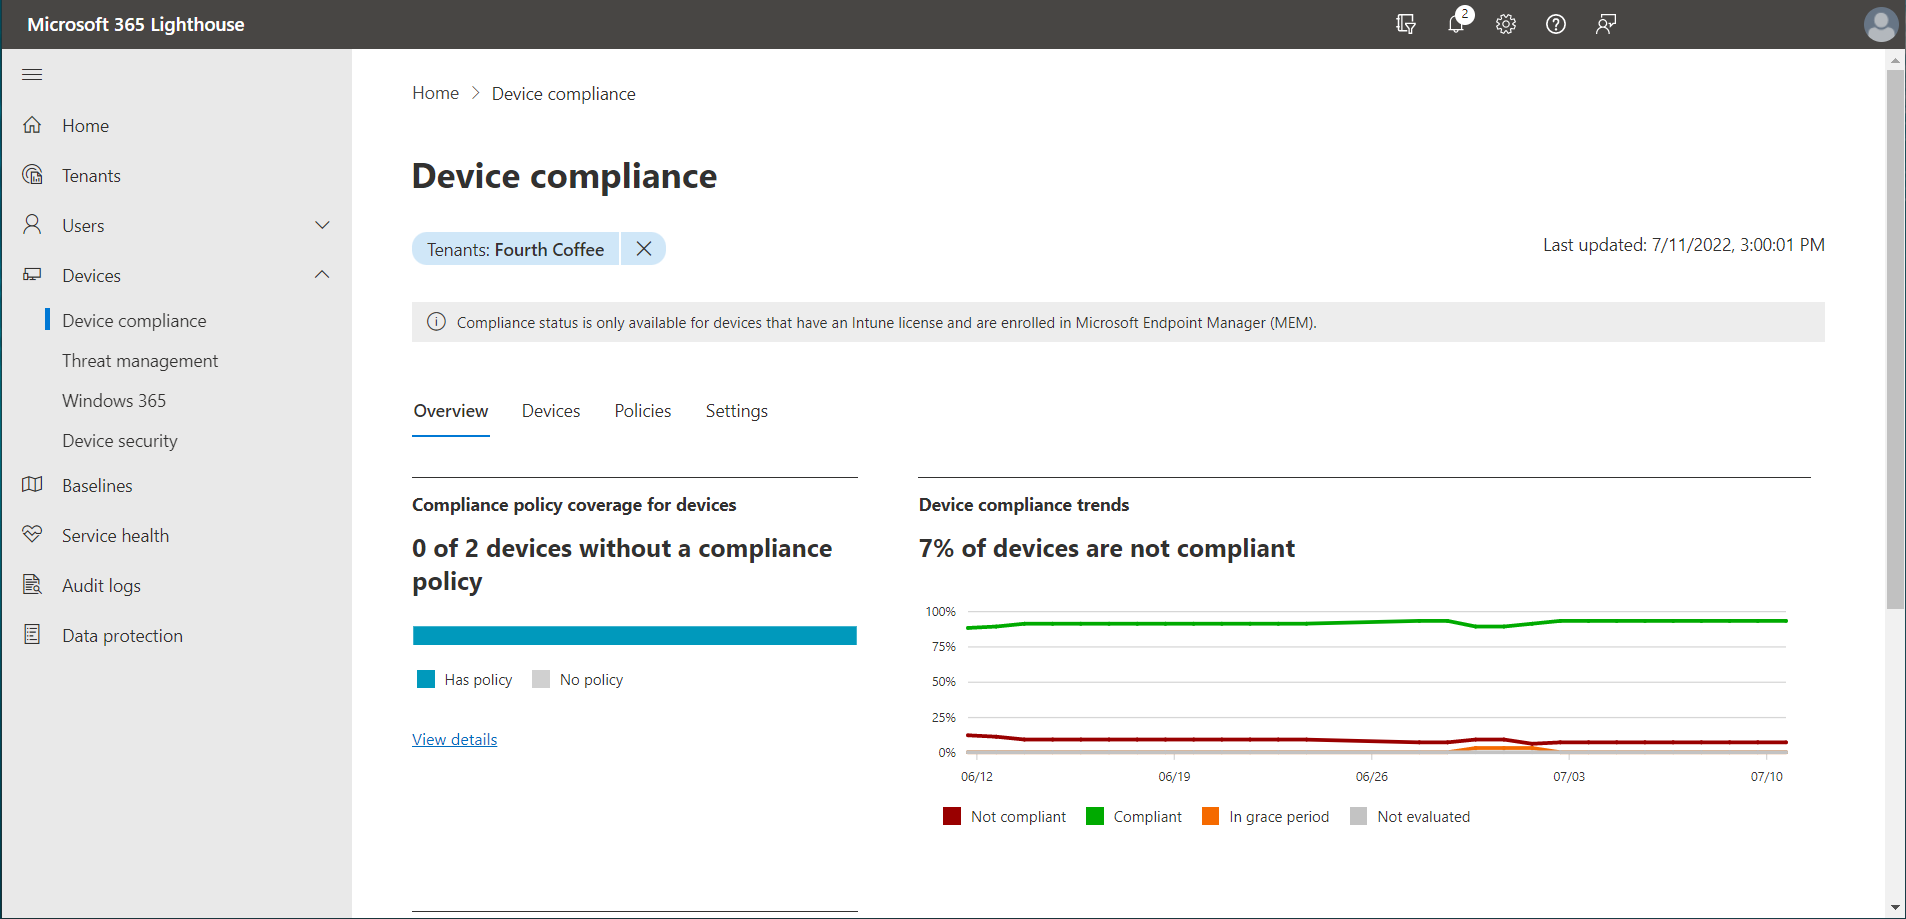 Microsoft 365 Lighthouse
2
Home
Tenants
Users
Devices
Device compliance
Threat management
Windows 365
Device security
Baselines
Service health
Audit logs
Data protection
Home > Device compliance
Device compliance
Tenants: Fourth Coffee
Last updated: 7/11/2022, 3:00:01 PM
Compliance status is only available for devices that have an Intune license and are enrolled in Microsoft Endpoint Manager (MEM).
Overview Devices Policies Settings
Compliance policy coverage for devices
0 of 2 devices without a compliance
policy
Has policy No policy
View details
Device compliance trends
7% of devices are not compliant
100%
75%
50%
25%
0%
06/12 06/19 06/26 07/03 07/10
Not compliant Compliant In grace period Not evaluated